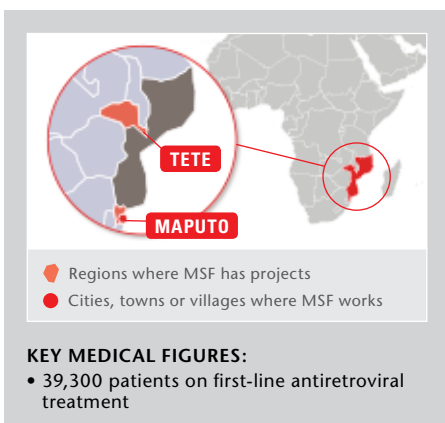 TETE
MAPUTO
Regions where MSF has projects
Cities, towns or villages where MSF works
KEY MEDICAL FIGURES:
• 39,300 patients on first-line antiretroviral
treatment